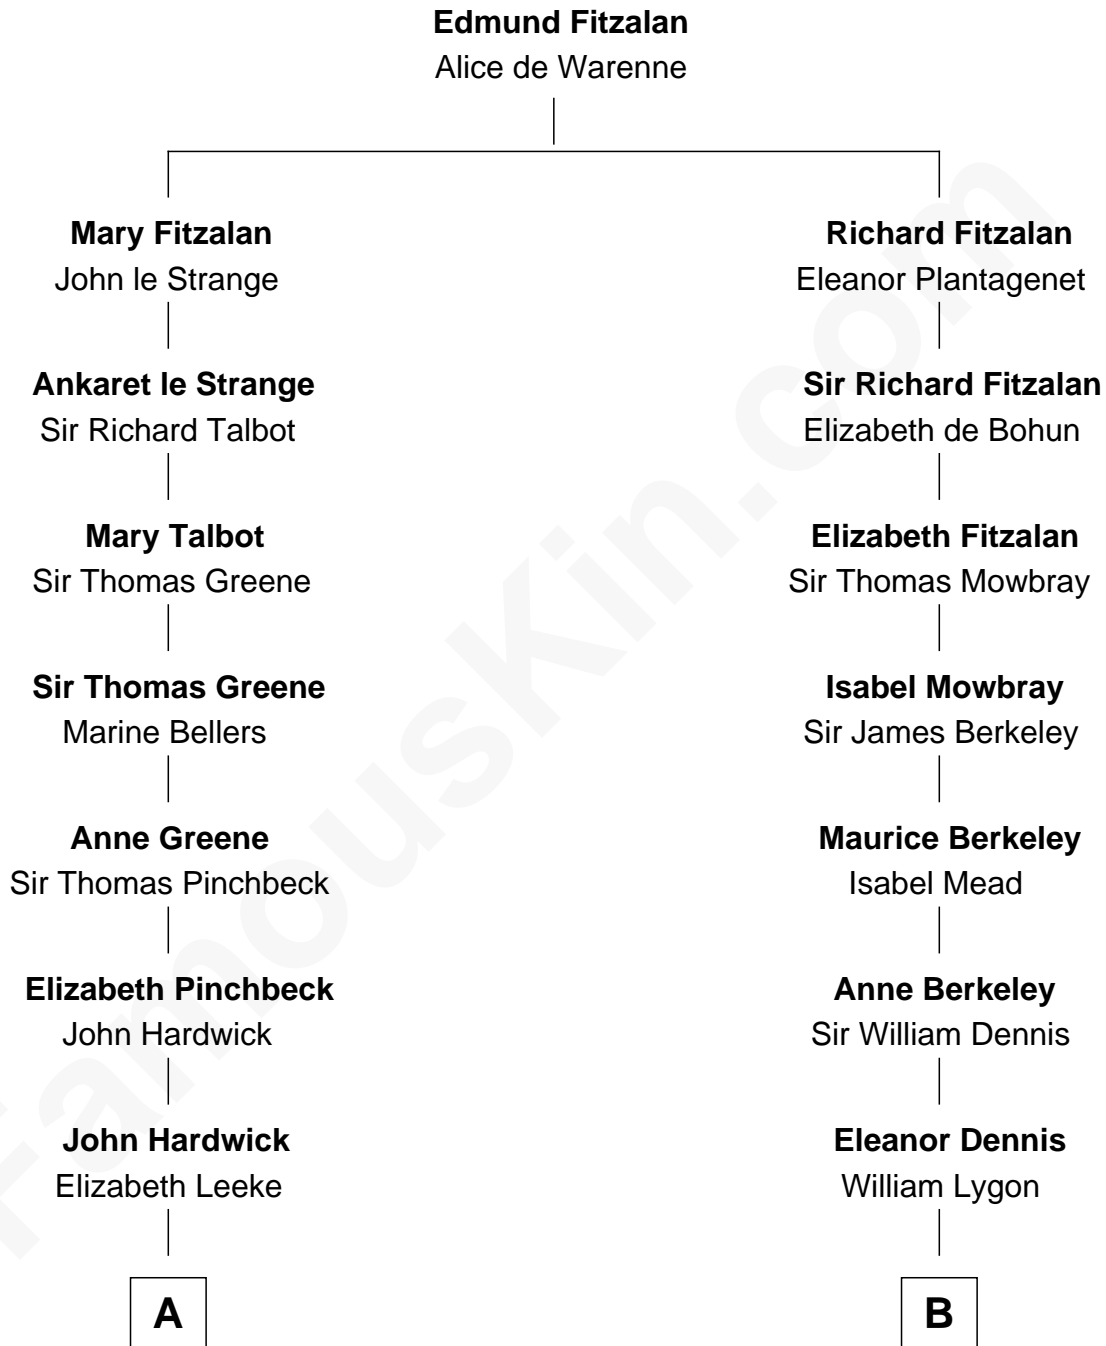 Edmund Fitzalan
Alice de Warenne
Mary Fitzalan
John le Strange
Richard Fitzalan
Eleanor Plantagenet
Ankaret le Strange
Sir Richard Talbot
Sir Richard Fitzalan
Elizabeth de Bohun
Mary Talbot
Sir Thomas Greene
Elizabeth Fitzalan
Sir Thomas Mowbray
Sir Thomas Greene
Marine Bellers
Isabel Mowbray
Sir James Berkeley
Anne Greene
Sir Thomas Pinchbeck
Maurice Berkeley
Isabel Mead
Elizabeth Pinchbeck
John Hardwick
Anne Berkeley
Sir William Dennis
John Hardwick
Elizabeth Leeke
Eleanor Dennis
William Lygon
A
B
FamousKin.com